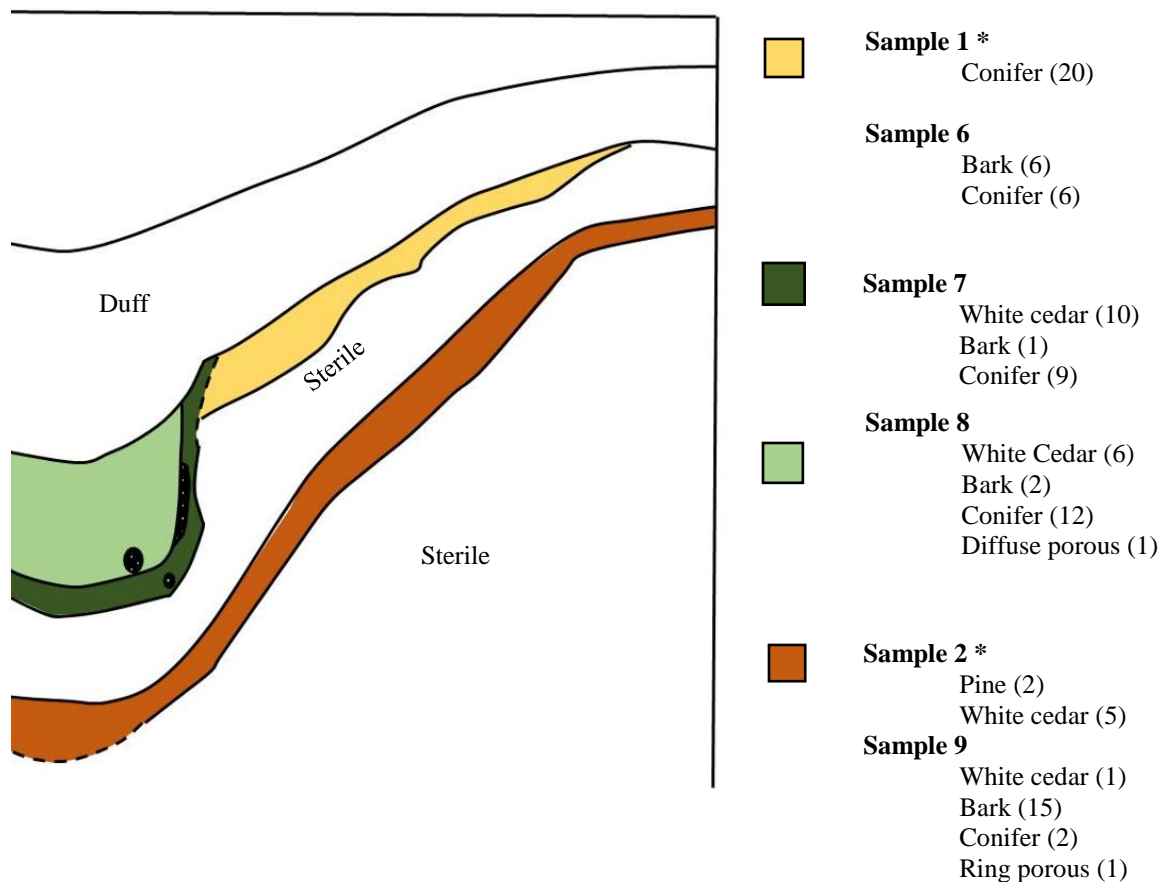 Duff
Sterile
Sterile
Sample 1 *
Conifer (20)
Sample 6
Bark (6)
Conifer (6)
Sample 7
White cedar (10)
Bark (1)
Conifer (9)
Sample 8
White Cedar (6)
Bark (2)
Conifer (12)
Diffuse porous (1)
Sample 2 *
Pine (2)
White cedar (5)
Sample 9
White cedar (1)
Bark (15)
Conifer (2)
Ring porous (1)